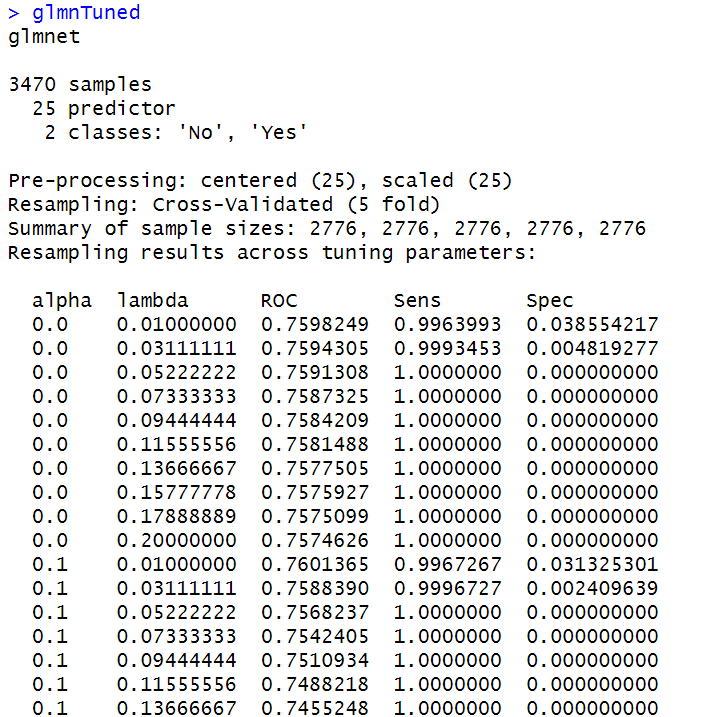 > glmnTuned
glmnet

3470 samples
  25 predictor
   2 classes: 'No', 'Yes'

Pre-processing: centered (25), scaled (25)
Resampling: Cross-Validated (5 fold)
Summary of sample sizes: 2776, 2776, 2776, 2776, 2776
Resampling results across tuning parameters:

  alpha  lambda      ROC        Sens       Spec
  0.0    0.01000000  0.7598249  0.9963993  0.038554217
  0.0    0.03111111  0.7594305  0.9993453  0.004819277
  0.0    0.05222222  0.7591308  1.0000000  0.000000000
  0.0    0.07333333  0.7587325  1.0000000  0.000000000
  0.0    0.09444444  0.7584209  1.0000000  0.000000000
  0.0    0.11555556  0.7581488  1.0000000  0.000000000
  0.0    0.13666667  0.7577505  1.0000000  0.000000000
  0.0    0.15777778  0.7575927  1.0000000  0.000000000
  0.0    0.17888889  0.7575099  1.0000000  0.000000000
  0.0    0.20000000  0.7574626  1.0000000  0.000000000
  0.1    0.01000000  0.7601365  0.9967267  0.031325301
  0.1    0.03111111  0.7588390  0.9996727  0.002409639
  0.1    0.05222222  0.7568237  1.0000000  0.000000000
  0.1    0.07333333  0.7542405  1.0000000  0.000000000
  0.1    0.09444444  0.7510934  1.0000000  0.000000000
  0.1    0.11555556  0.7488218  1.0000000  0.000000000
  0.1    0.13666667  0.7455248  1.0000000  0.000000000